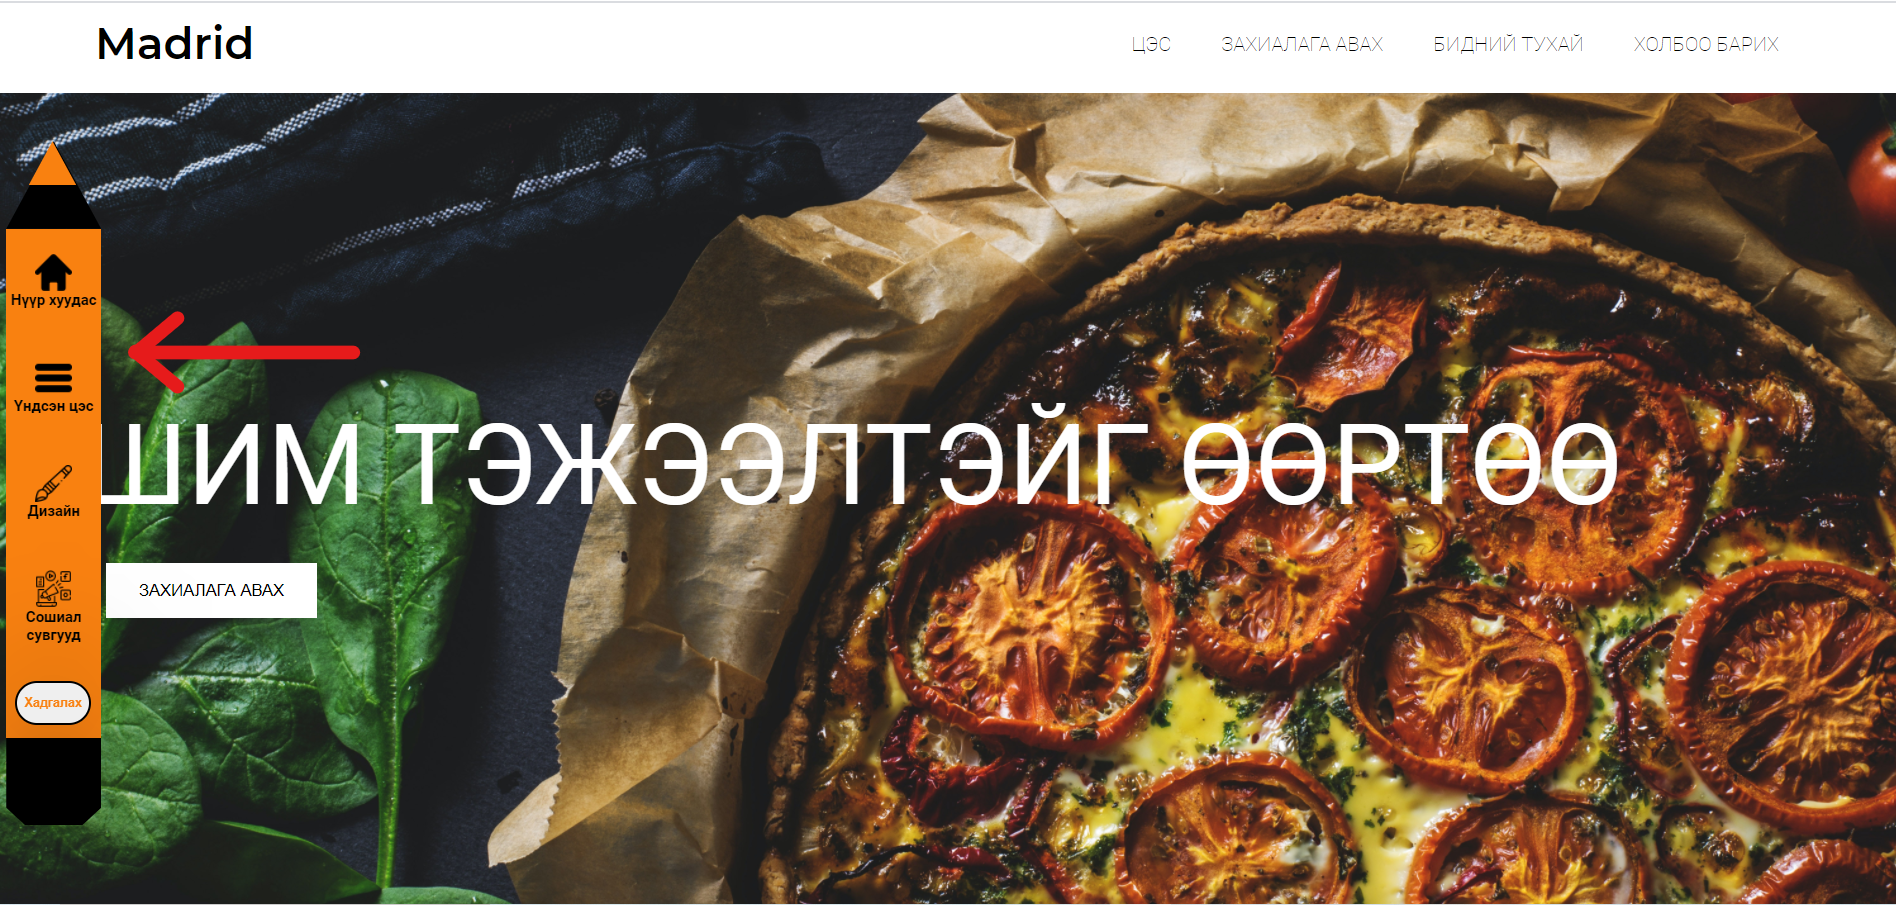 Madrid
ЦЭС ЗАХИАЛАГА АВАХ БИДНИЙ ТУХАЙ ХОЛБОО БАРИХ
Нүүр хуудас
Үндсэн цэс
ШИМ ТЭЖЭЭЛТЭЙГ ӨӨРТӨӨ
Дизайн
ЗАХИАЛАГА АВАХ
Сошиал
сувгууд
Хадгалах